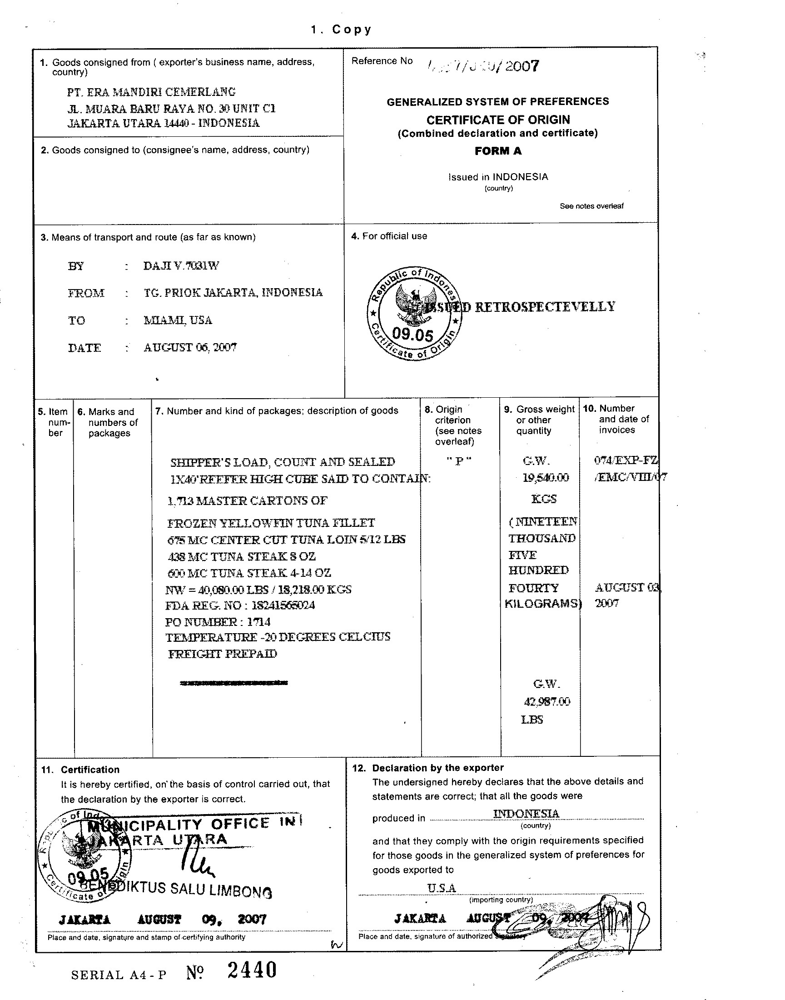 1. Copy
1. Goods consigned from ( exporter's business name, address,
country)
PT. ERA MANDIRI CEMERLANG
JL. MUARA BARU RAYA NO. 30 UNIT C1
JAKARTA UTARA 14440 - INDONESIA
Reference No
/2007
GENERALIZED SYSTEM OF PREFERENCES
CERTIFICATE OF ORIGIN
(Combined declaration and certificate)
FORM A
Issued in INDONESIA
(country)
See notes overleaf
2. Goods consigned to (consignee's name, address, country)
3. Means of transport and route (as far as known)
BY : DAJI V.7031W
FROM : TG. PRIOK JAKARTA, INDONESIA
TO : MIAMI, USA
DATE : AUGUST 06, 2007
4. For official use
Republic of Indonesia
Certificate of Origin
09.05
ISSUED RETROSPECTEVELLY
5. Item
num-
ber
6. Marks and
numbers of
packages
7. Number and kind of packages; description of goods
SHIPPER'S LOAD, COUNT AND SEALED
1X40'REEFER HIGH CUBE SAID TO CONTAIN:
1,713 MASTER CARTONS OF
FROZEN YELLOWFIN TUNA FILLET
675 MC CENTER CUT TUNA LOIN 5/12 LBS
438 MC TUNA STEAK 8 OZ
600 MC TUNA STEAK 4-14 OZ
NW = 40,080.00 LBS / 18,218.00 KGS
FDA REG. NO : 18241565024
PO NUMBER : 1714
TEMPERATURE -20 DEGREES CELCIUS
FREIGHT PREPAID
8. Origin
criterion
(see notes
overleaf)
" P "
9. Gross weight
or other
quantity
G.W.
19,540.00
KGS
( NINETEEN
THOUSAND
FIVE
HUNDRED
FOURTY
KILOGRAMS)
G.W.
42,987.00
LBS
10. Number
and date of
invoices
074/EXP-FZ
/EMC/VIII/07
AUGUST 03,
2007
11. Certification
It is hereby certified, on the basis of control carried out, that
the declaration by the exporter is correct.
MUNICIPALITY OFFICE IN
JAKARTA UTARA
09.05
BENEDIKTUS SALU LIMBONG
JAKARTA AUGUST 09, 2007
Place and date, signature and stamp of certifying authority
12. Declaration by the exporter
The undersigned hereby declares that the above details and
statements are correct; that all the goods were
produced in INDONESIA
(country)
and that they comply with the origin requirements specified
for those goods in the generalized system of preferences for
goods exported to
U.S.A
(importing country)
JAKARTA AUGUST 09, 2007
Place and date, signature of authorized signatory
SERIAL A4 - P Nº 2440